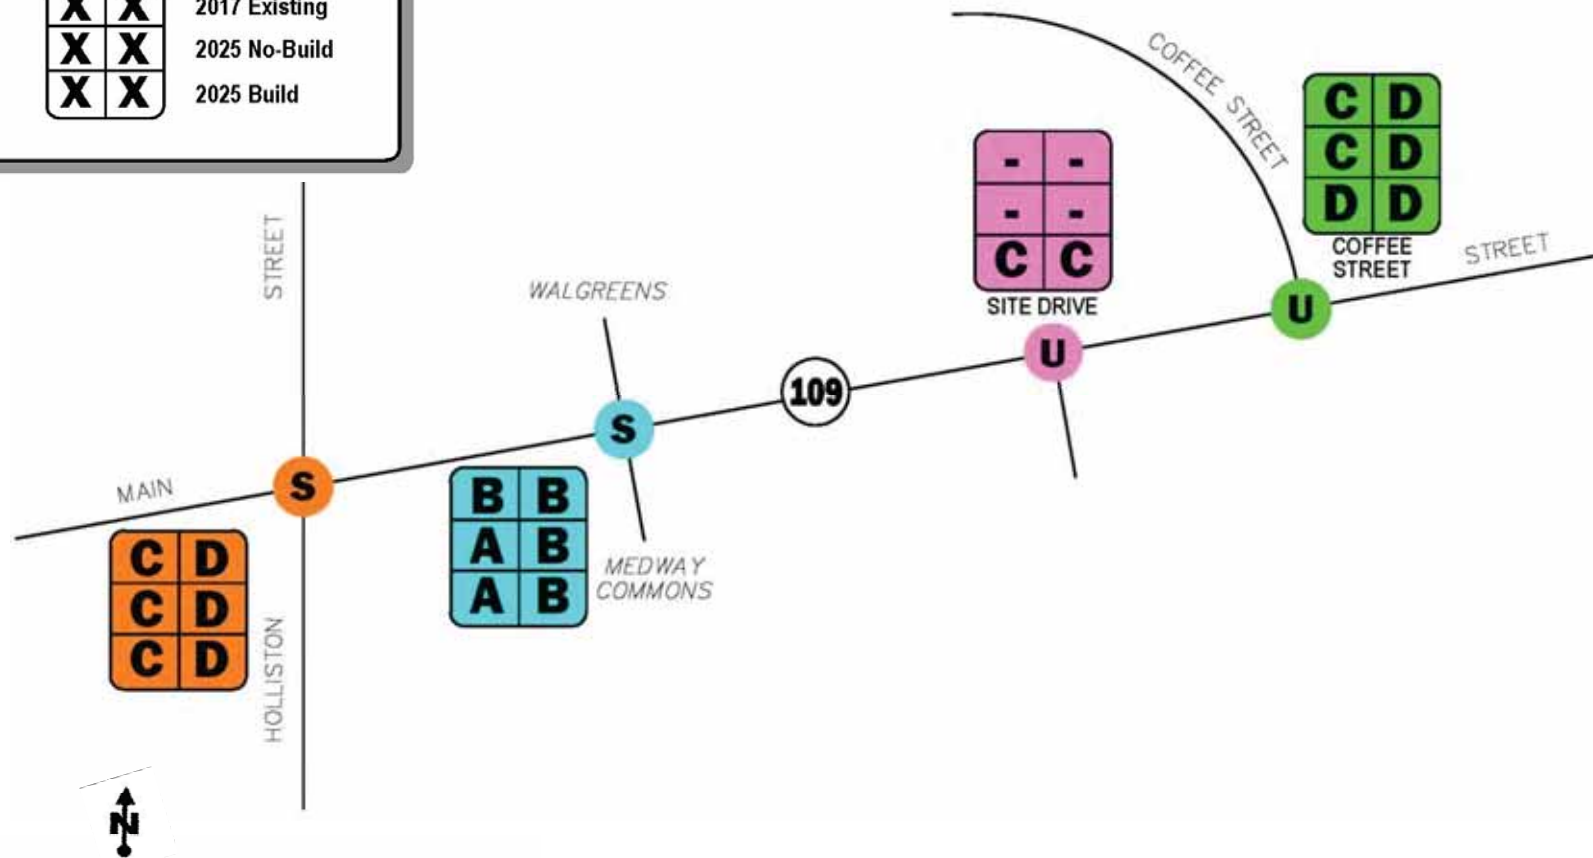 X X 2017 Existing
X X 2025 No-Build
X X 2025 Build
COFFEE STREET
C D
C D
D D
COFFEE
STREET
STREET
U
- -
- -
C C
SITE DRIVE
U
STREET
WALGREENS
109
S
MAIN
S
B B
A B
A B
MEDWAY
COMMONS
C D
C D
C D
HOLLISTON
N